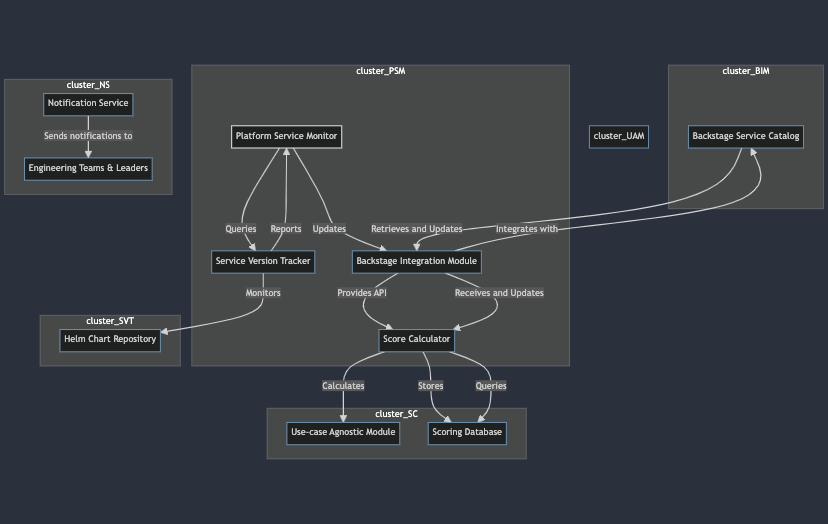 cluster_PSM
cluster_BIM
cluster_NS
Notification Service
Platform Service Monitor
cluster_UAM
Backstage Service Catalog
Sends notifications to
Engineering Teams & Leaders
Queries
Reports
Updates
Retrieves and Updates
Integrates with
Service Version Tracker
Backstage Integration Module
Monitors
Provides API
Receives and Updates
cluster_SVT
Helm Chart Repository
Score Calculator
Calculates
Stores
Queries
cluster_SC
Use-case Agnostic Module
Scoring Database